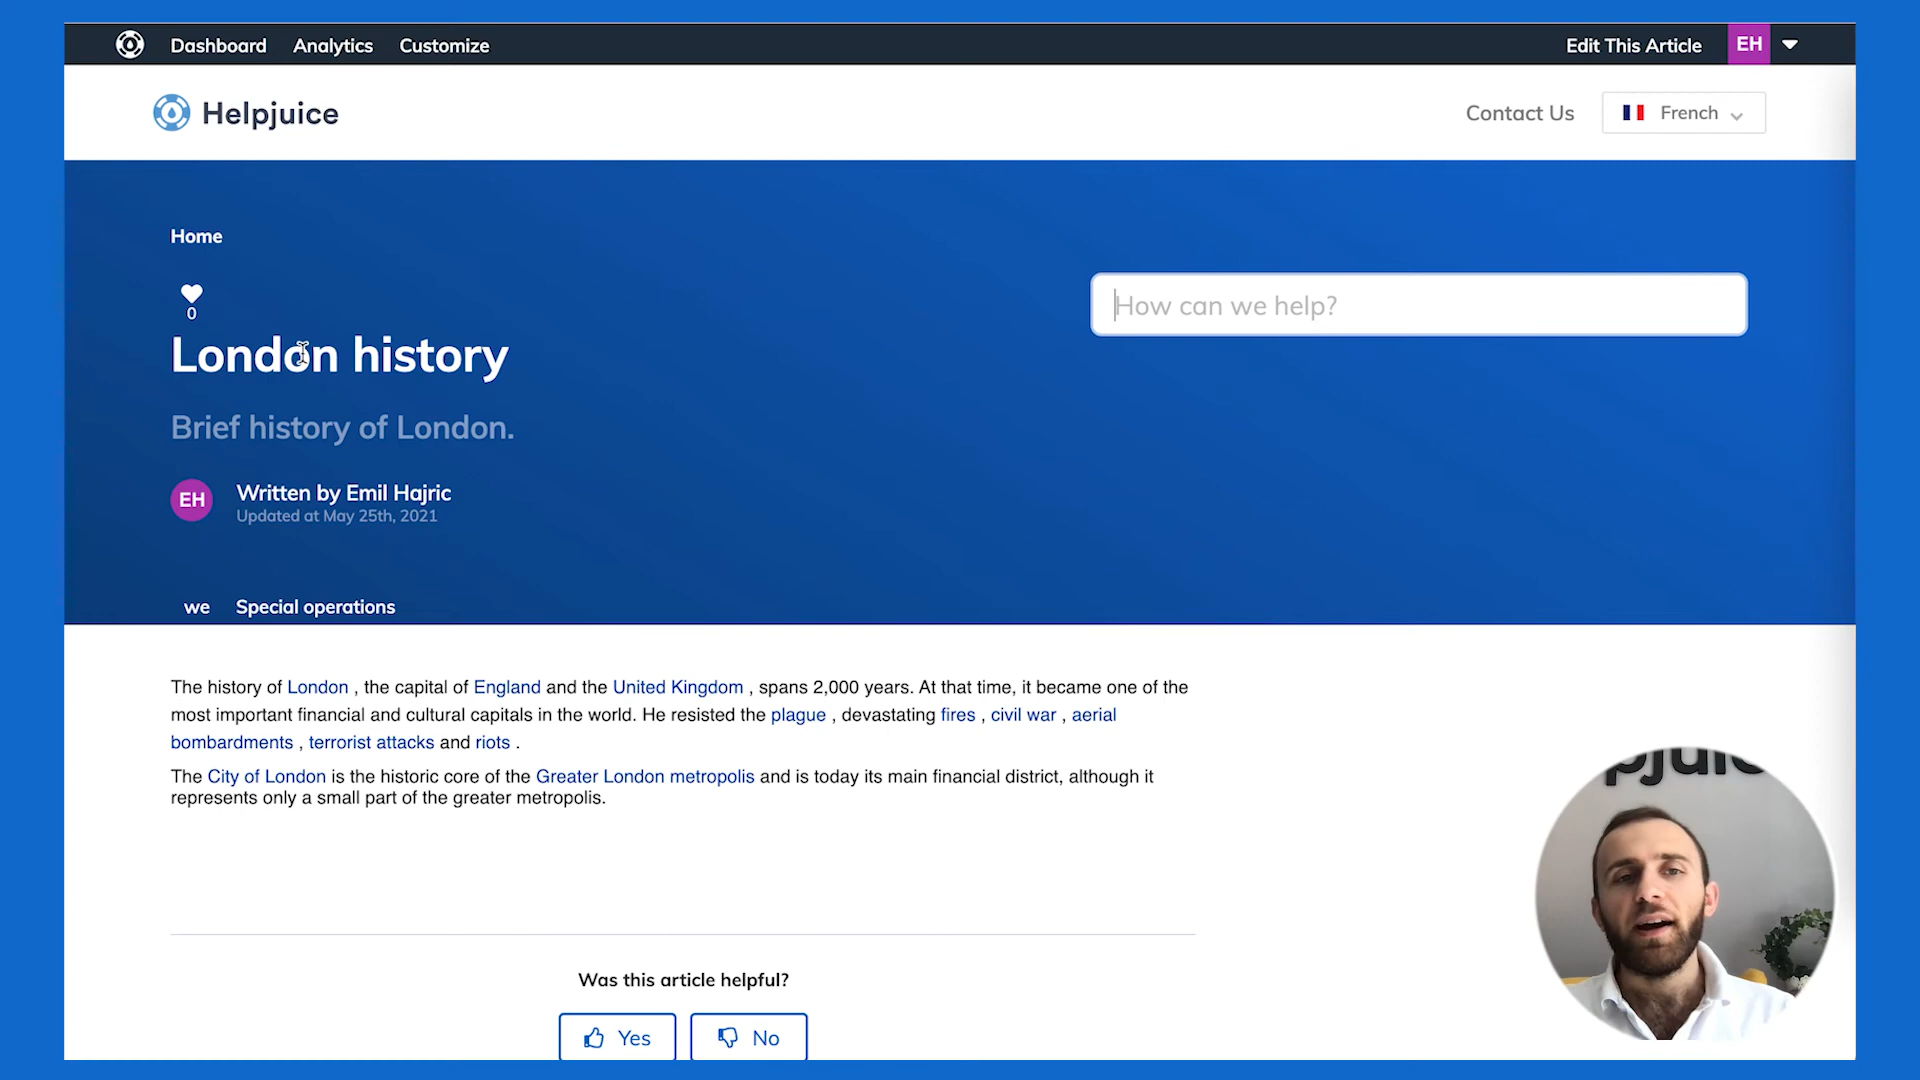 Dashboard Analytics Customize Edit This Article EH
Helpjuice Contact Us French
Home
0
How can we help?
London history
Brief history of London.
EH Written by Emil Hajric
Updated at May 25th, 2021
we Special operations
The history of London , the capital of England and the United Kingdom , spans 2,000 years. At that time, it became one of the
most important financial and cultural capitals in the world. He resisted the plague , devastating fires , civil war , aerial
bombardments , terrorist attacks and riots .
The City of London is the historic core of the Greater London metropolis and is today its main financial district, although it
represents only a small part of the greater metropolis.
Was this article helpful?
Yes No